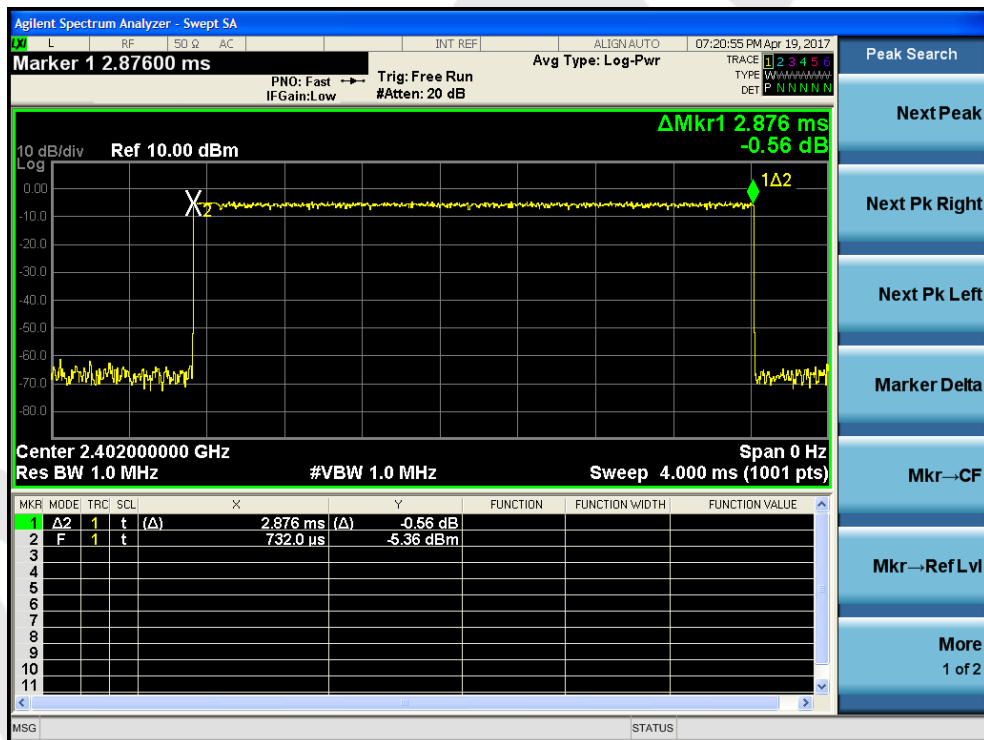 Agilent Spectrum Analyzer - Swept SA
LXI L RF 50 Ω AC INT REF ALIGN AUTO 07:20:55 PM Apr 19, 2017
Marker 1 2.87600 ms
PNO: Fast
IFGain:Low
Trig: Free Run
#Atten: 20 dB
Avg Type: Log-Pwr
TRACE 1 2 3 4 5 6
TYPE W
DET P N N N N N
Peak Search
Next Peak
Next Pk Right
Next Pk Left
Marker Delta
Mkr→CF
Mkr→Ref Lvl
More
1 of 2
ΔMkr1 2.876 ms
-0.56 dB
10 dB/div Ref 10.00 dBm
Log
0.00
-10.0
-20.0
-30.0
-40.0
-50.0
-60.0
-70.0
-80.0
X2
1Δ2
Center 2.402000000 GHz Span 0 Hz
Res BW 1.0 MHz #VBW 1.0 MHz Sweep 4.000 ms (1001 pts)
MKR MODE TRC SCL X Y FUNCTION FUNCTION WIDTH FUNCTION VALUE
1 Δ2 1 t (Δ) 2.876 ms (Δ) -0.56 dB
2 F 1 t 732.0 µs -5.36 dBm
3
4
5
6
7
8
9
10
11
MSG STATUS